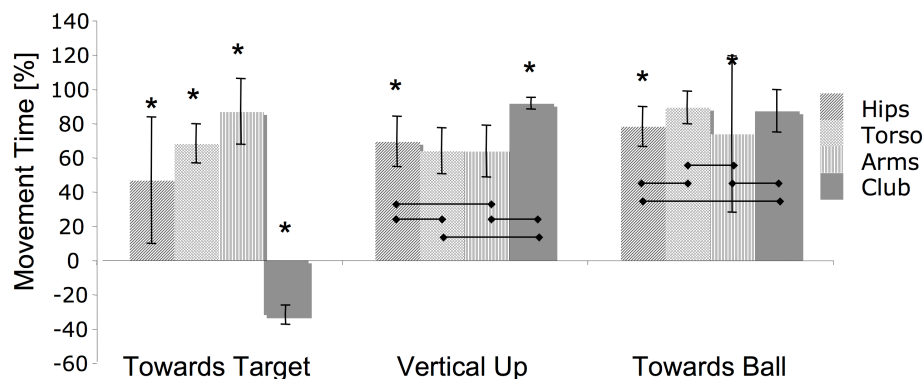 Movement Time [%]
140
120
100
80
60
40
20
0
-20
-40
-60
* * * *
* *
* *
Towards Target
Vertical Up
Towards Ball
Hips
Torso
Arms
Club